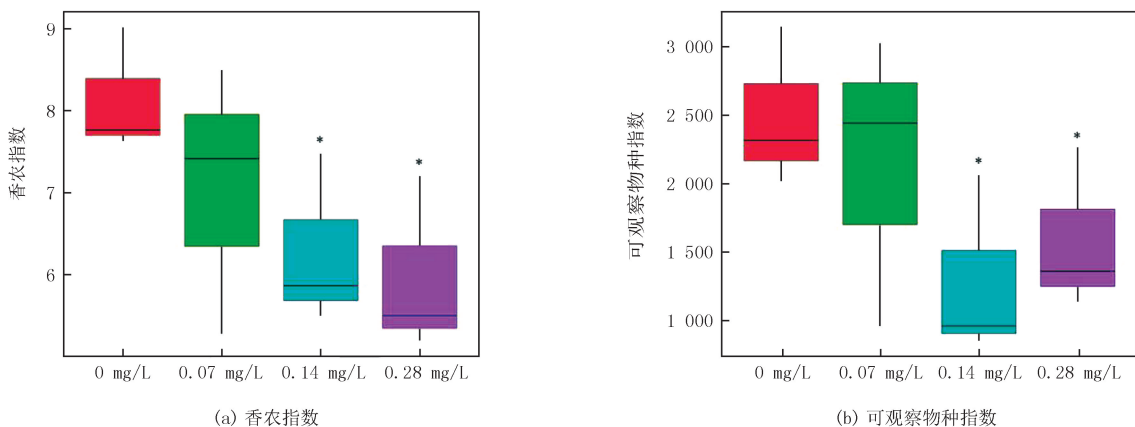 9
8
7
6
香农指数
*
*
0 mg/L
0.07 mg/L
0.14 mg/L
0.28 mg/L
(a) 香农指数
3 000
2 500
2 000
1 500
1 000
可观察物种指数
*
*
0 mg/L
0.07 mg/L
0.14 mg/L
0.28 mg/L
(b) 可观察物种指数